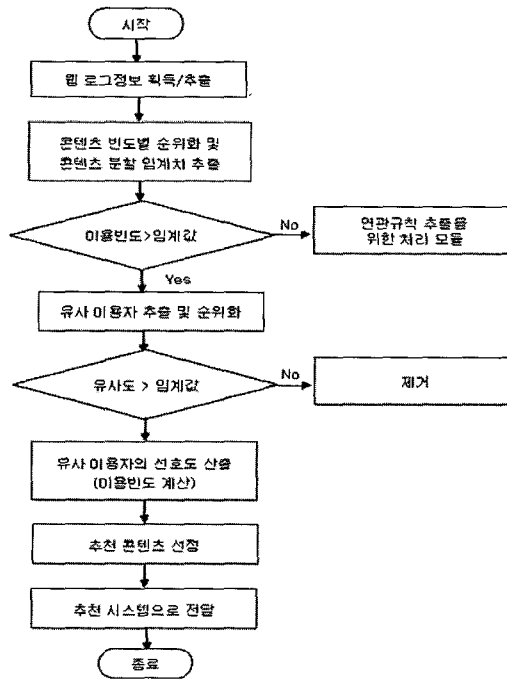 시작
웹 로그정보 획득/추출
콘텐츠 빈도별 순위화 및
콘텐츠 분할 임계치 추출
이용빈도>임계값
No
연관규칙 추출을
위한 처리 모듈
Yes
유사 이용자 추출 및 순위화
유사도 > 임계값
No
제거
유사 이용자의 선호도 산출
(이용빈도 계산)
추천 콘텐츠 선정
추천 시스템으로 전달
종료